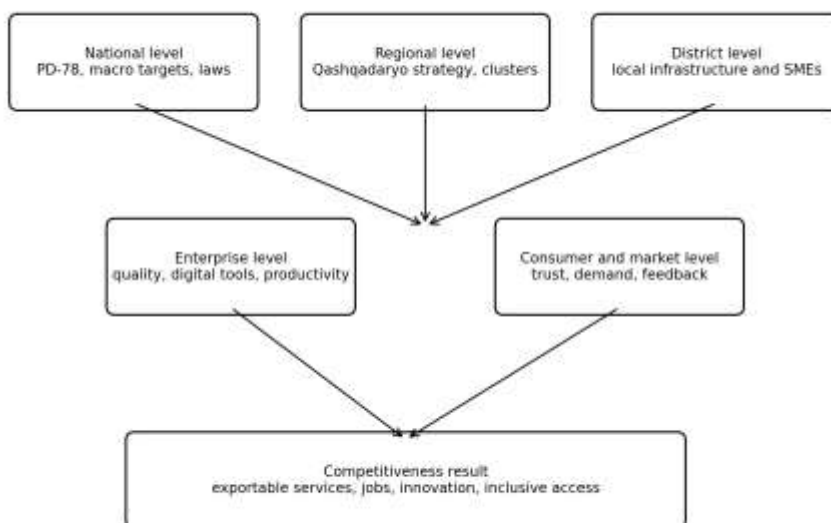 National level
PD-78, macro targets, laws
Regional level
Qashqadaryo strategy, clusters
District level
local infrastructure and SMEs
Enterprise level
quality, digital tools, productivity
Consumer and market level
trust, demand, feedback
Competitiveness result
exportable services, jobs, innovation, inclusive access